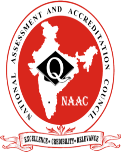 NATIONAL ASSESSMENT AND ACCREDITATION COUNCIL
Q
NAAC
EXCELLENCE • CREDIBILITY • RELEVANCE